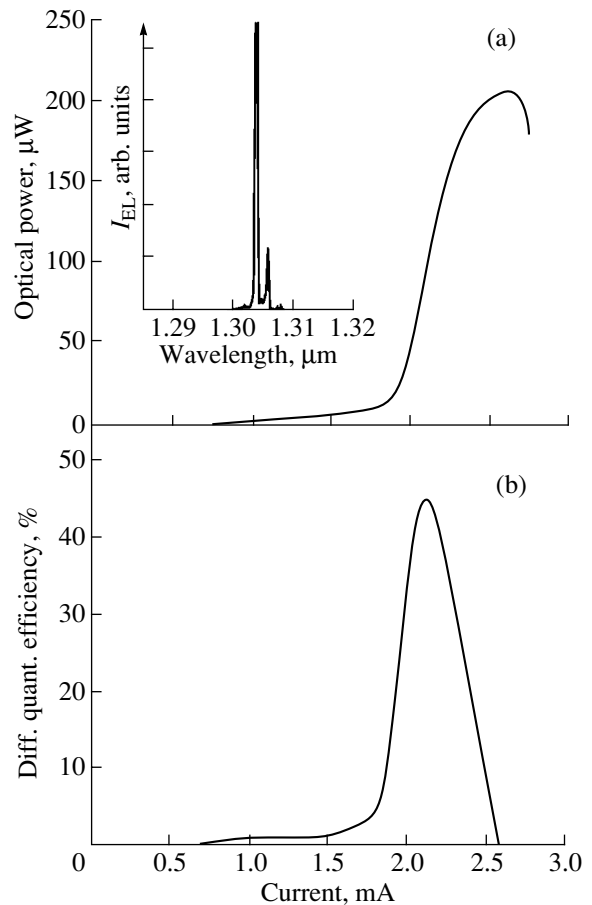 250
200
150
100
50
0
Optical power, μW
(a)
I_EL, arb. units
1.29 1.30 1.31 1.32
Wavelength, μm
50
40
30
20
10
0
Diff. quant. efficiency, %
(b)
0.5 1.0 1.5 2.0 2.5 3.0
Current, mA